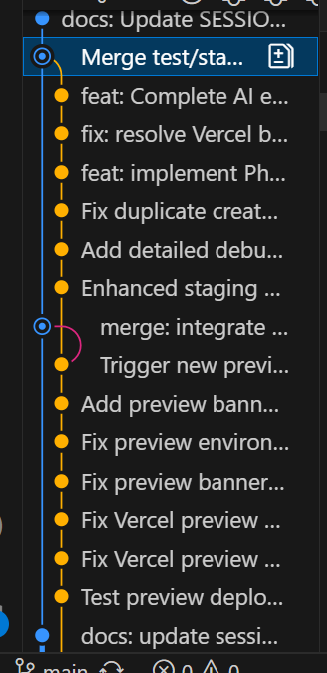 docs: Update SESSIO...
Merge test/sta...
feat: Complete AI e...
fix: resolve Vercel b...
feat: implement Ph...
Fix duplicate creat...
Add detailed debu...
Enhanced staging ...
merge: integrate ...
Trigger new previ...
Add preview bann...
Fix preview environ...
Fix preview banner...
Fix Vercel preview ...
Fix Vercel preview ...
Test preview deplo...
docs: update sessi...
main 0 0